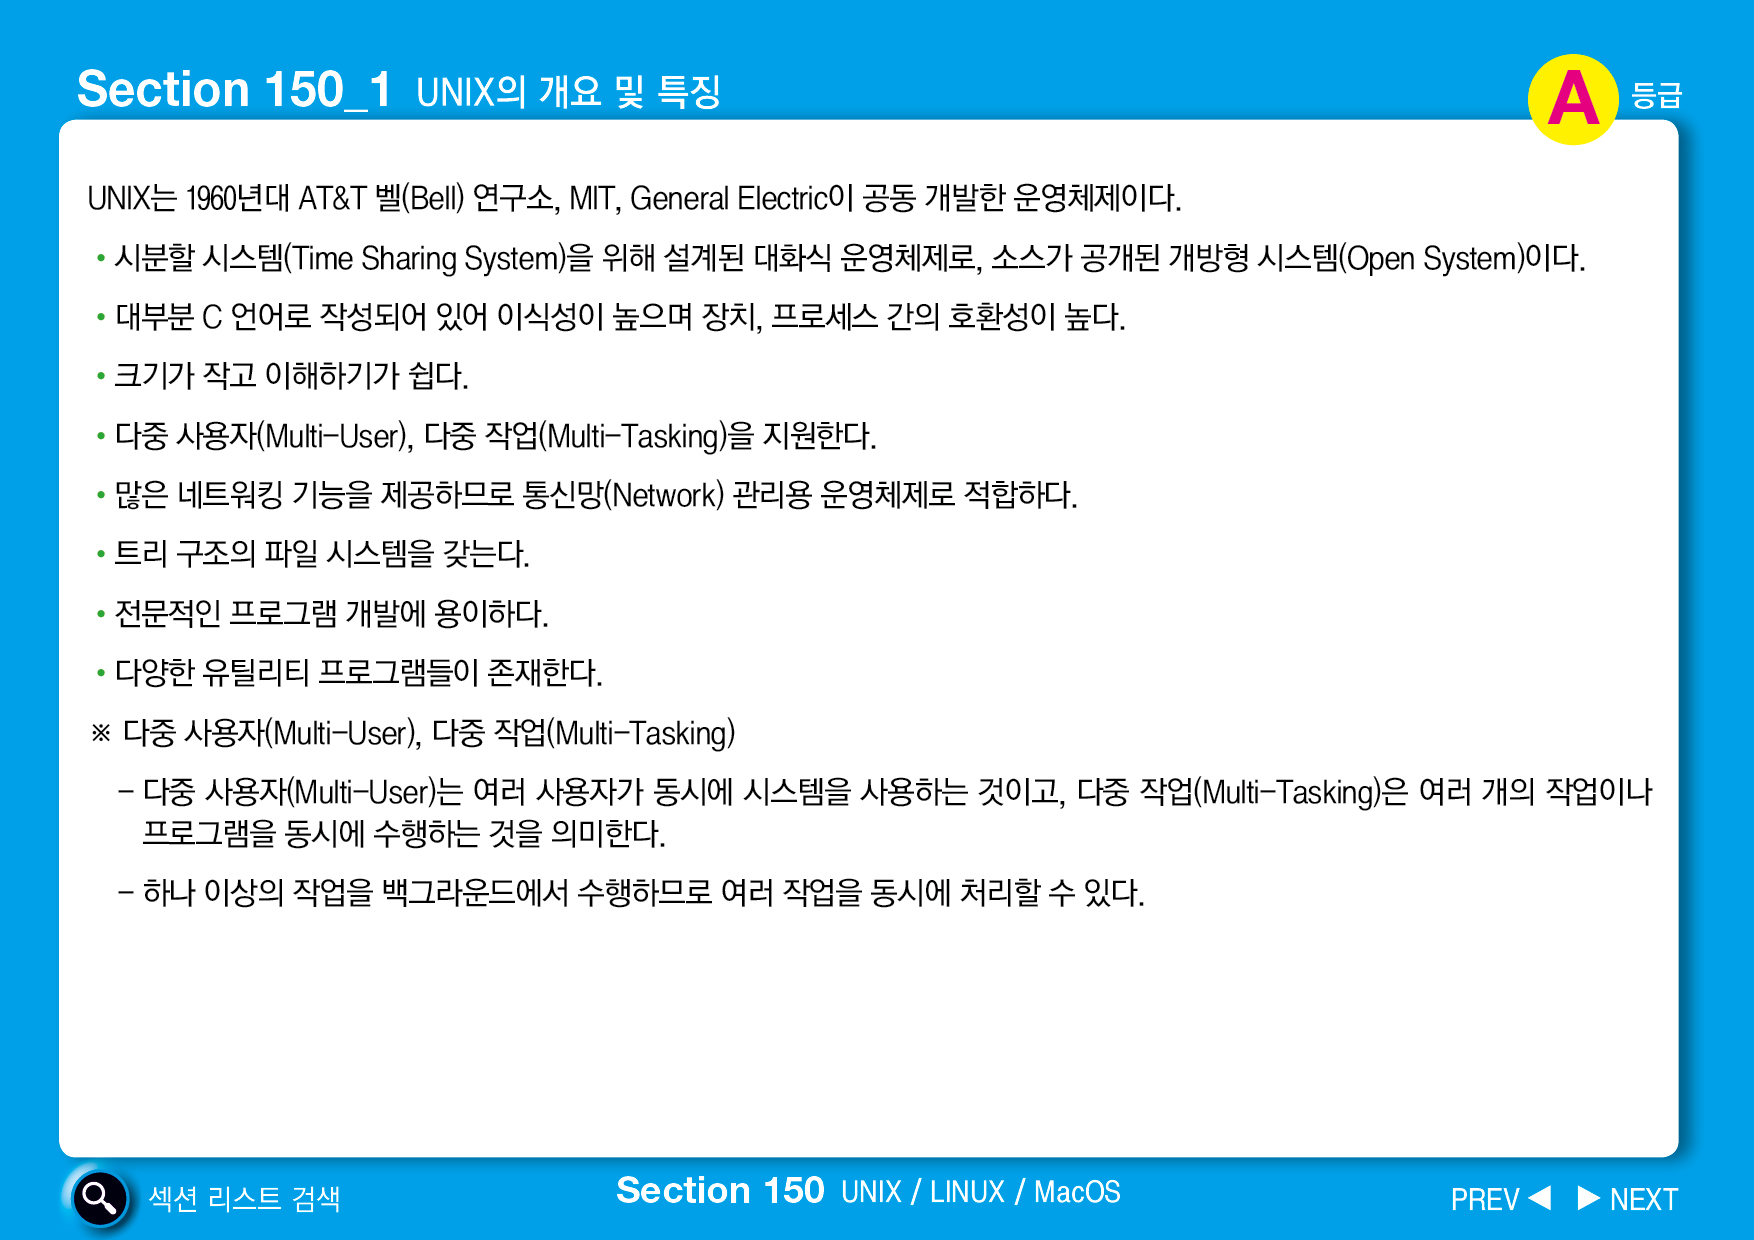 Section 150_1 UNIX의 개요 및 특징
A 등급
UNIX는 1960년대 AT&T 벨(Bell) 연구소, MIT, General Electric이 공동 개발한 운영체제이다.
• 시분할 시스템(Time Sharing System)을 위해 설계된 대화식 운영체제로, 소스가 공개된 개방형 시스템(Open System)이다.
• 대부분 C 언어로 작성되어 있어 이식성이 높으며 장치, 프로세스 간의 호환성이 높다.
• 크기가 작고 이해하기가 쉽다.
• 다중 사용자(Multi-User), 다중 작업(Multi-Tasking)을 지원한다.
• 많은 네트워킹 기능을 제공하므로 통신망(Network) 관리용 운영체제로 적합하다.
• 트리 구조의 파일 시스템을 갖는다.
• 전문적인 프로그램 개발에 용이하다.
• 다양한 유틸리티 프로그램들이 존재한다.
※ 다중 사용자(Multi-User), 다중 작업(Multi-Tasking)
- 다중 사용자(Multi-User)는 여러 사용자가 동시에 시스템을 사용하는 것이고, 다중 작업(Multi-Tasking)은 여러 개의 작업이나
프로그램을 동시에 수행하는 것을 의미한다.
- 하나 이상의 작업을 백그라운드에서 수행하므로 여러 작업을 동시에 처리할 수 있다.
섹션 리스트 검색
Section 150 UNIX / LINUX / MacOS
PREV ◀ ▶ NEXT